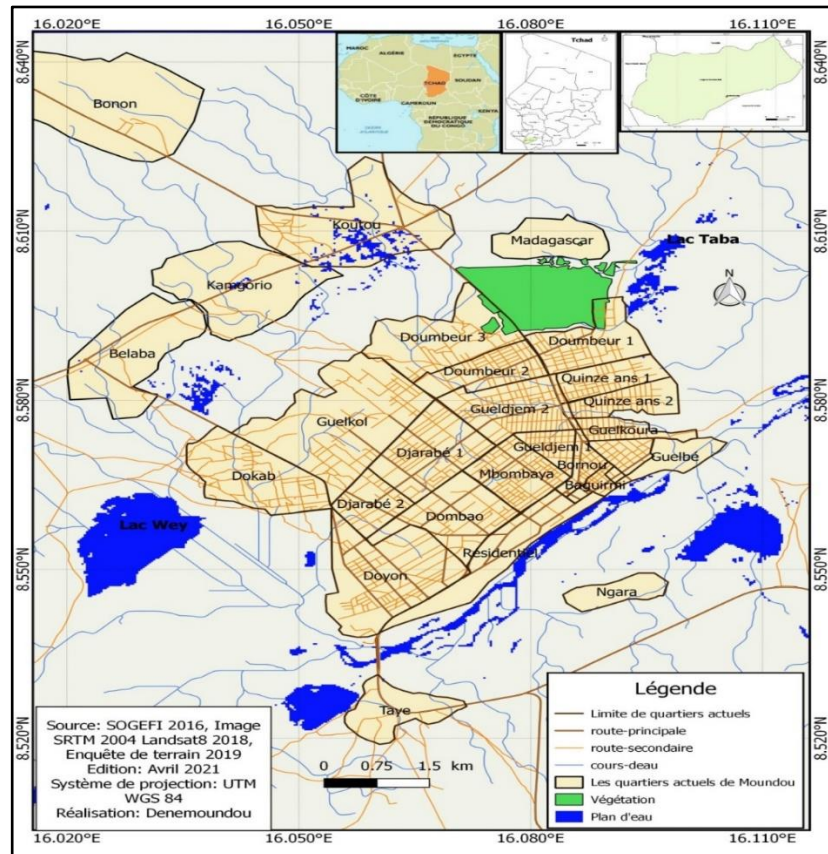 16.020°E 16.050°E 16.080°E 16.110°E
8.640°N
8.640°N
MAROC
ALGÉRIE
ÉGYPTE
TCHAD
SOUDAN
CÔTE
D'IVOIRE
CAMEROUN
KENYA
RÉPUBLIQUE
DÉMOCRATIQUE
DU CONGO
Tchad
Bonon
8.610°N
8.610°N
Koutou
Madagascar
Lac Taba
N
Kamgorio
Belaba
Doumbeur 3
Doumbeur 1
Doumbeur 2
Quinze ans 1
8.580°N
8.580°N
Quinze ans 2
Gueldjem 2
Guelkol
Guelkoura
Djarabé 1
Gueldjem 1
Guelbé
Bornou
Mbombaya
Dokab
Baguirmi
Djarabé 2
Dombao
Lac Wey
Résidentiel
8.550°N
8.550°N
Doyon
Ngara
Taye
8.520°N
8.520°N
Source: SOGEFI 2016, Image
SRTM 2004 Landsat8 2018,
Enquête de terrain 2019
Edition: Avril 2021
Système de projection: UTM
WGS 84
Réalisation: Denemoundou
0 0.75 1.5 km
Légende
Limite de quartiers actuels
route-principale
route-secondaire
cours-deau
Les quartiers actuels de Moundou
Végétation
Plan d'eau
16.020°E 16.050°E 16.080°E 16.110°E